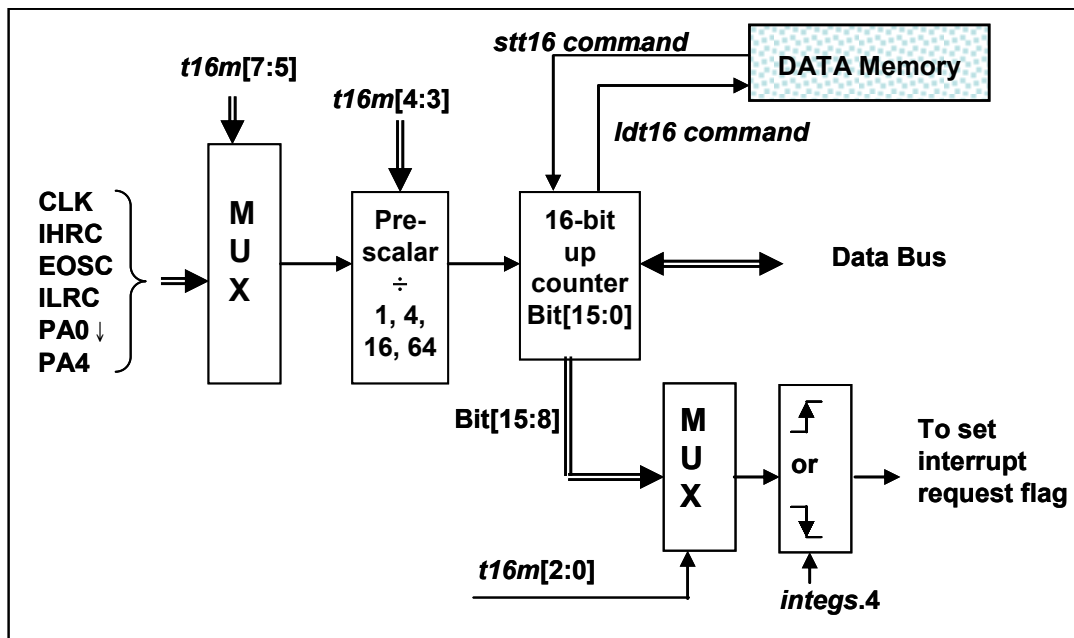 stt16 command
DATA Memory
t16m[7:5]
t16m[4:3]
ldt16 command
CLK
IHRC
EOSC
ILRC
PA0 ↓
PA4
M
U
X
Pre-
scalar
÷
1, 4,
16, 64
16-bit
up
counter
Bit[15:0]
Data Bus
Bit[15:8]
M
U
X
or
To set
interrupt
request flag
t16m[2:0]
integs.4